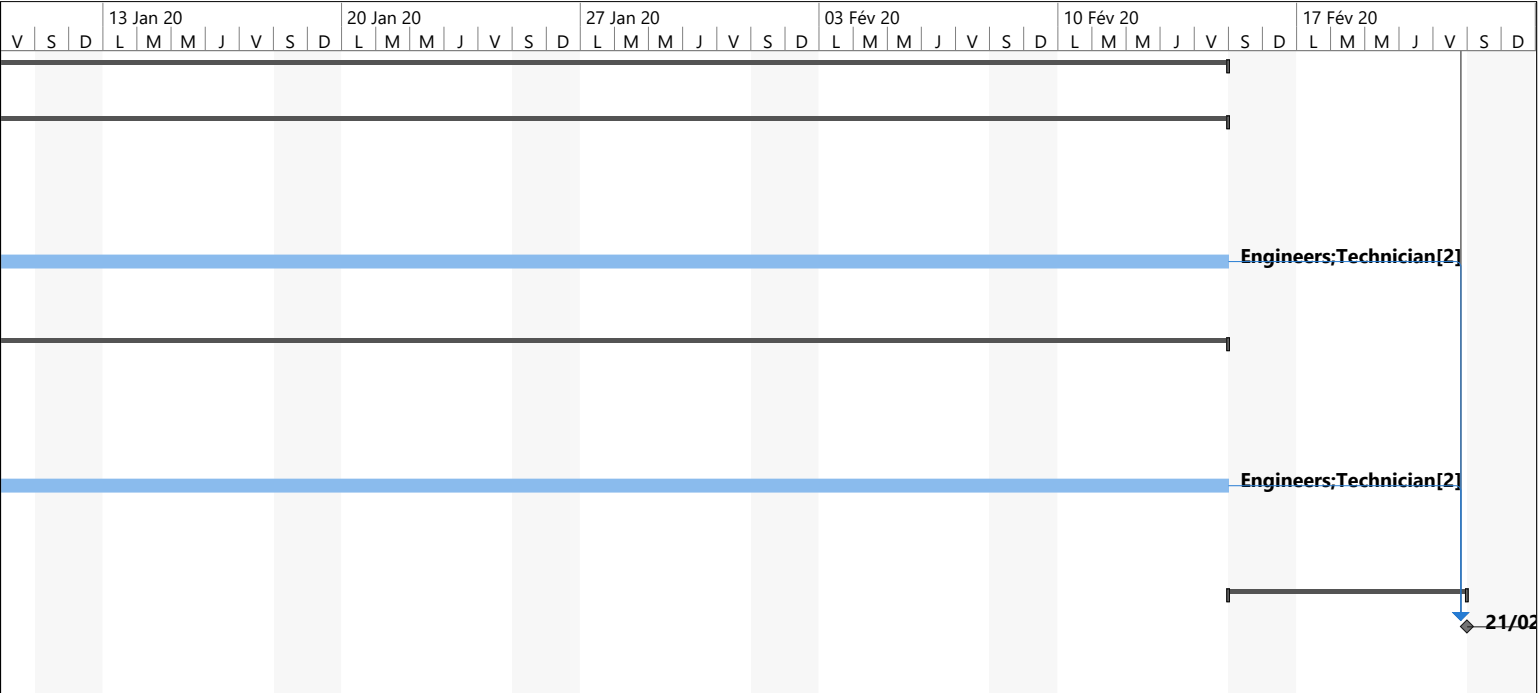 13 Jan 20 20 Jan 20 27 Jan 20 03 Fév 20 10 Fév 20 17 Fév 20
V S D L M M J V S D L M M J V S D L M M J V S D L M M J V S D L M M J V S D L M M J V S D
Engineers;Technician[2]
Engineers;Technician[2]
21/02